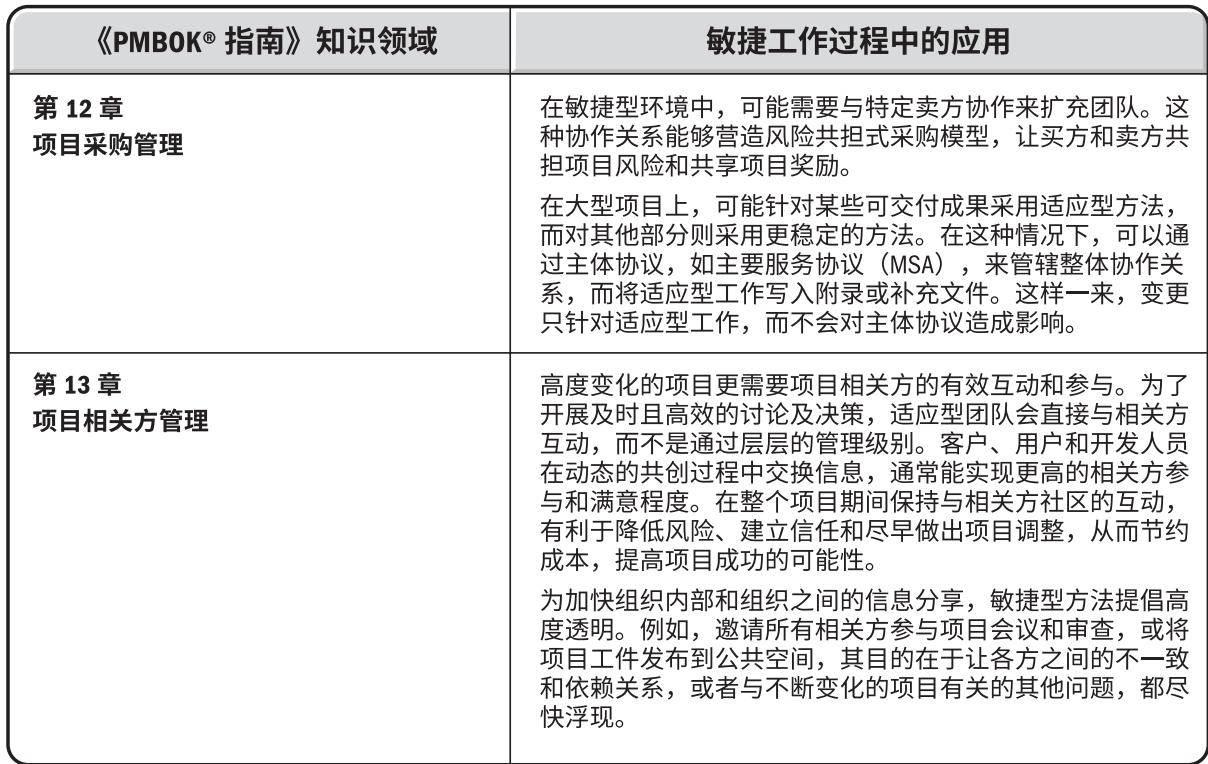 《PMBOK® 指南》知识领域
敏捷工作过程中的应用
第 12 章
项目采购管理
在敏捷型环境中，可能需要与特定卖方协作来扩充团队。这
种协作关系能够营造风险共担式采购模型，让买方和卖方共
担项目风险和共享项目奖励。
在大型项目上，可能针对某些可交付成果采用适应型方法，
而对其他部分则采用更稳定的方法。在这种情况下，可以通
过主体协议，如主要服务协议（MSA），来管辖整体协作关
系，而将适应型工作写入附录或补充文件。这样一来，变更
只针对适应型工作，而不会对主体协议造成影响。
第 13 章
项目相关方管理
高度变化的项目更需要项目相关方的有效互动和参与。为了
开展及时且高效的讨论及决策，适应型团队会直接与相关方
互动，而不是通过层层的管理级别。客户、用户和开发人员
在动态的共创过程中交换信息，通常能实现更高的相关方参
与和满意程度。在整个项目期间保持与相关方社区的互动，
有利于降低风险、建立信任和尽早做出项目调整，从而节约
成本，提高项目成功的可能性。
为加快组织内部和组织之间的信息分享，敏捷型方法提倡高
度透明。例如，邀请所有相关方参与项目会议和审查，或将
项目工件发布到公共空间，其目的在于让各方之间的不一致
和依赖关系，或者与不断变化的项目有关的其他问题，都尽
快浮现。